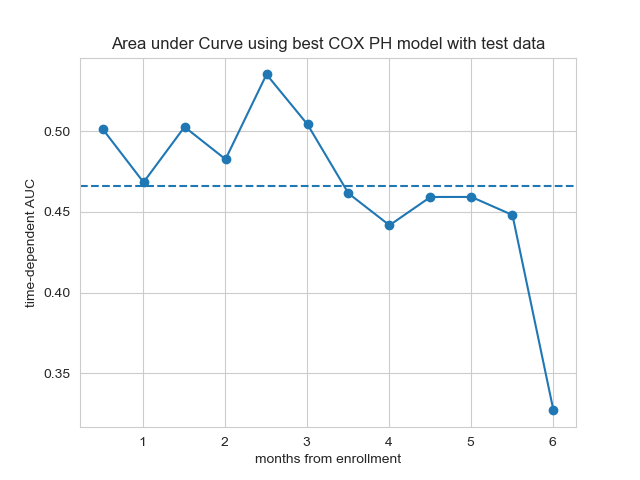 Area under Curve using best COX PH model with test data
time-dependent AUC
0.50
0.45
0.40
0.35
1 2 3 4 5 6
months from enrollment